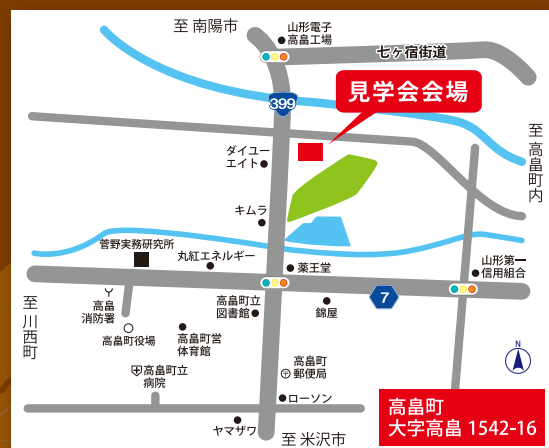 至 南陽市
山形電子
高畠工場
七ヶ宿街道
399
見学会会場
至高畠町内
ダイユー
エイト
キムラ
菅野実務研究所
丸紅エネルギー
薬王堂
山形第一
信用組合
至川西町
高畠
消防署
高畠町役場
高畠町営
体育館
高畠町立
図書館
錦屋
7
高畠町立
病院
高畠町
郵便局
ローソン
ヤマザワ
至 米沢市
N
高畠町
大字高畠 1542-16